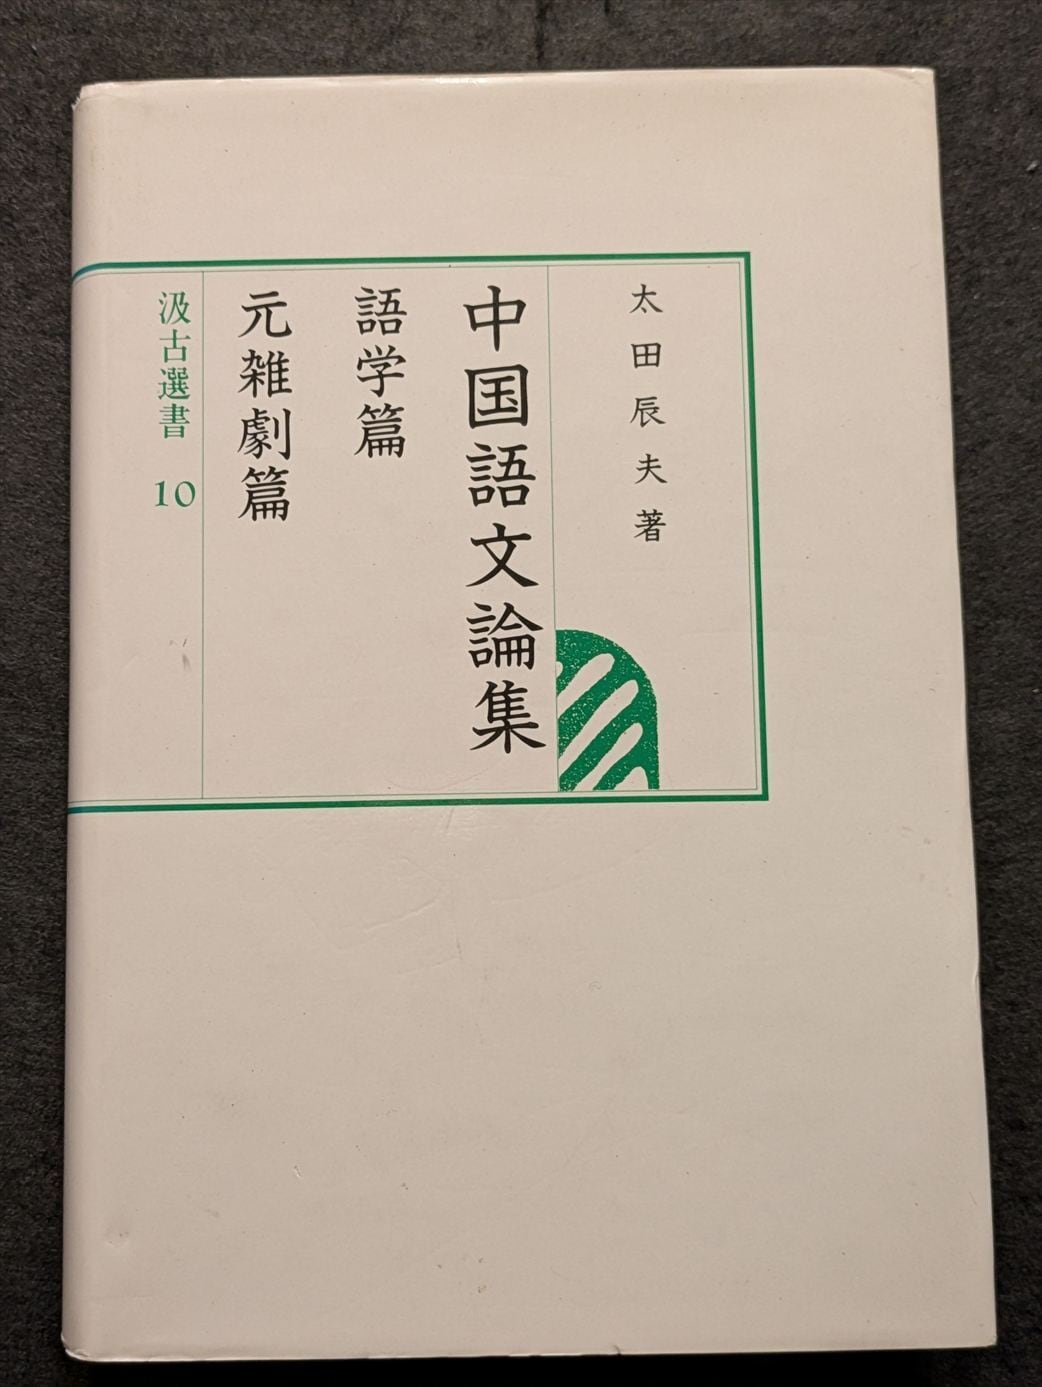 太田辰夫著
中国語文論集
語学篇
元雑劇篇
汲古選書 10